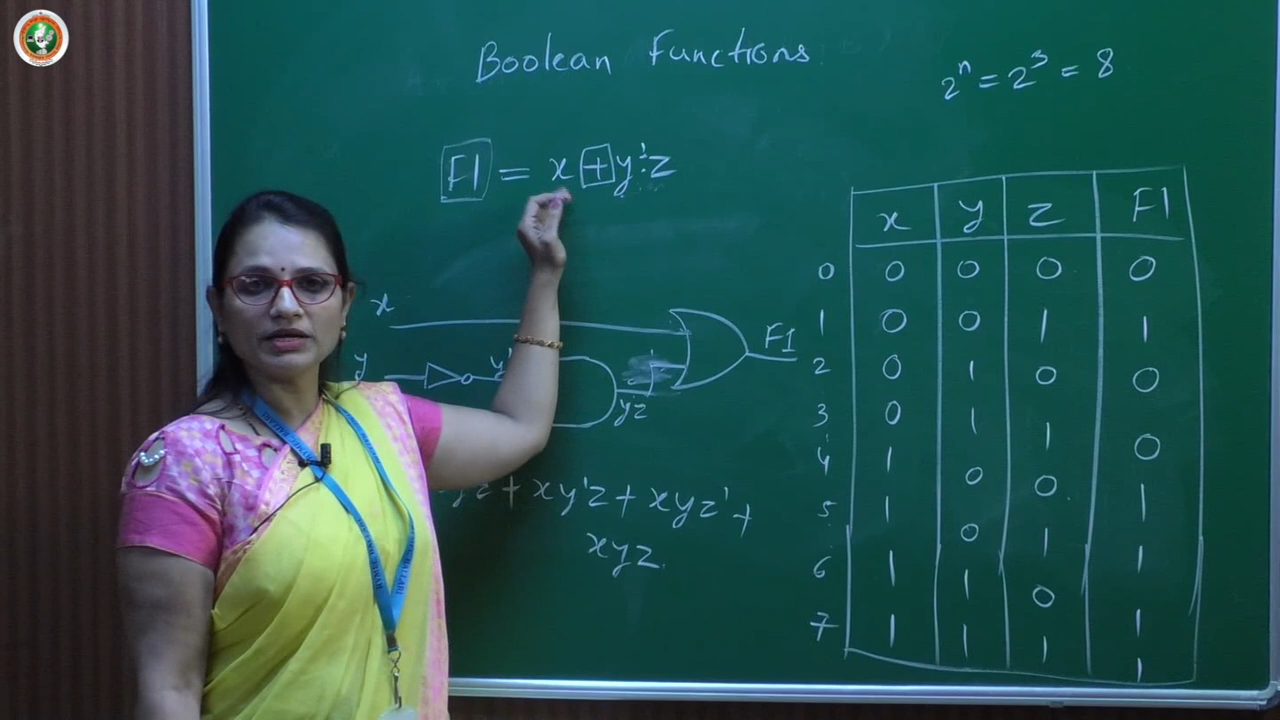 Boolean Functions
2ⁿ = 2³ = 8
F1 = x + y'·z
x
y y' yz
F1
yz + xy'z + xyz' +
xyz
x y z F1
0 0 0 0 0
1 0 0 1 1
2 0 1 0 0
3 0 1 1 0
4 1 0 0 1
5 1 0 1 1
6 1 1 0 1
7 1 1 1 1